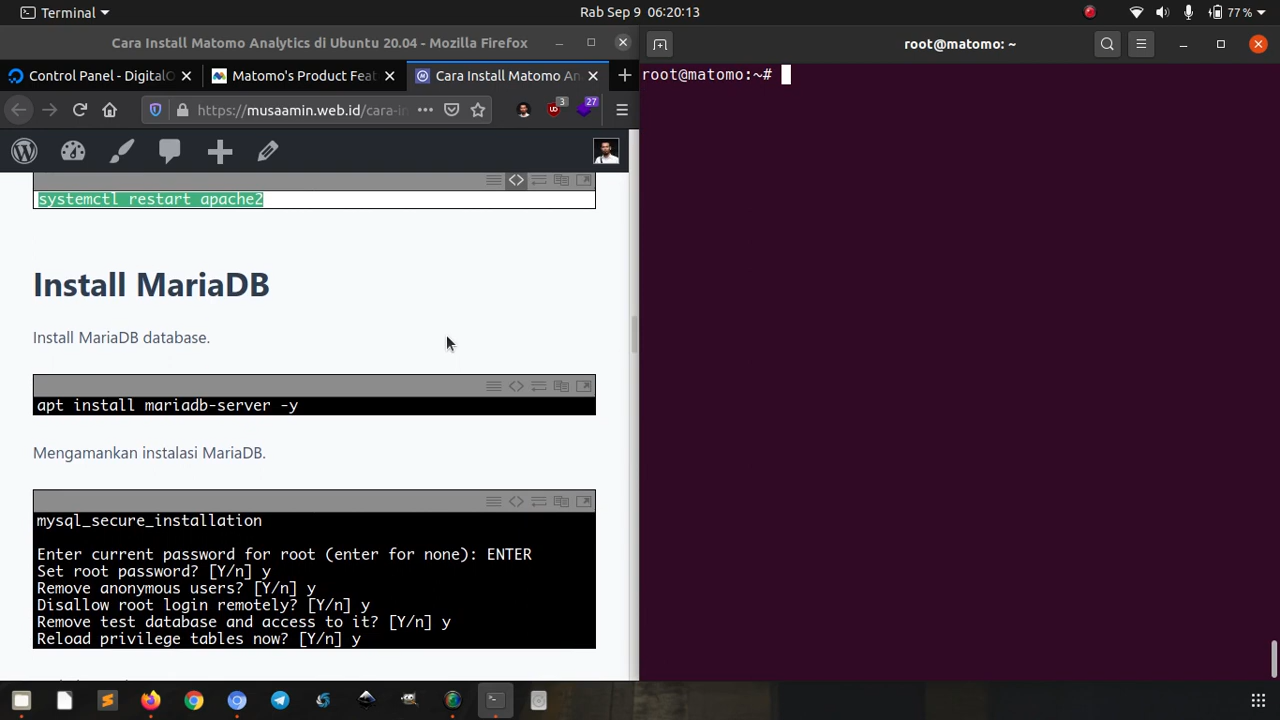 Terminal
Rab Sep 9 06:20:13
77 %
Cara Install Matomo Analytics di Ubuntu 20.04 - Mozilla Firefox
root@matomo: ~
Control Panel - DigitalO
Matomo's Product Feat
Cara Install Matomo An
https://musaamin.web.id/cara-in
3
27
root@matomo:~#
systemctl restart apache2
Install MariaDB
Install MariaDB database.
apt install mariadb-server -y
Mengamankan instalasi MariaDB.
mysql_secure_installation
Enter current password for root (enter for none): ENTER
Set root password? [Y/n] y
Remove anonymous users? [Y/n] y
Disallow root login remotely? [Y/n] y
Remove test database and access to it? [Y/n] y
Reload privilege tables now? [Y/n] y